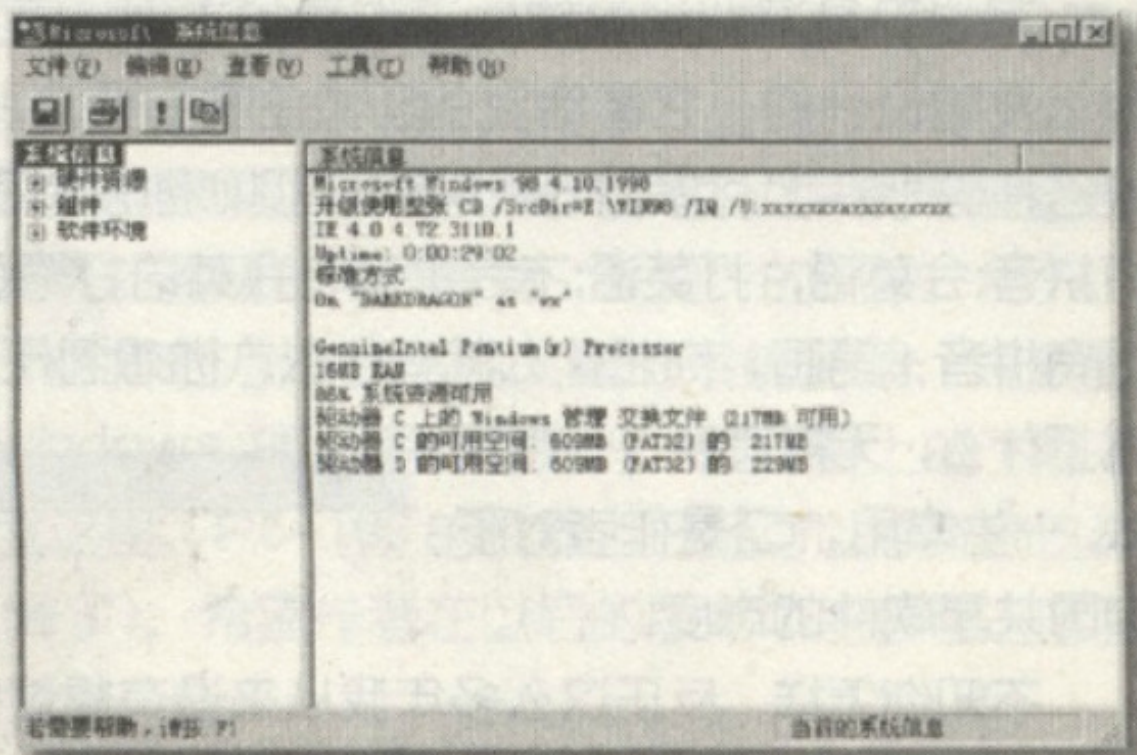 Microsoft 系统信息
文件(F) 编辑(E) 查看(V) 工具(T) 帮助(H)
系统信息
硬件资源
组件
软件环境
系统信息
Microsoft Windows 98 4.10.1998
升级使用整张 CD /SrcDir=E:\WIN98 /IQ /U:xxxxxxxxxxxxxxxxx
IE 4.0 4.72.3110.1
Uptime: 0:00:29:02
标准方式
On "DARKDRAGON" as "wx"
GenuineIntel Pentium(r) Processor
16MB RAM
86% 系统资源可用
驱动器 C 上的 Windows 管理 交换文件 (217MB 可用)
驱动器 C 的可用空间: 609MB (FAT32) 的 217MB
驱动器 D 的可用空间: 609MB (FAT32) 的 229MB
若需要帮助,请按 F1
当前的系统信息